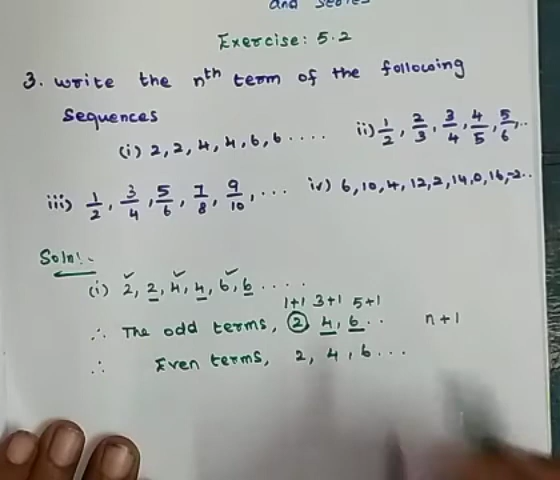 and Series
Exercise: 5.2
3. Write the nth term of the following
Sequences
(i) 2, 2, 4, 4, 6, 6 .... ii) 1/2, 2/3, 3/4, 4/5, 5/6, ..
iii) 1/2, 3/4, 5/6, 7/8, 9/10, ... iv) 6, 10, 4, 12, 2, 14, 0, 16, -2..
Soln:-
(i) 2, 2, 4, 4, 6, 6 ....
1+1 3+1 5+1
∴ The odd terms, 2, 4, 6.. n+1
∴ Even terms, 2, 4, 6...